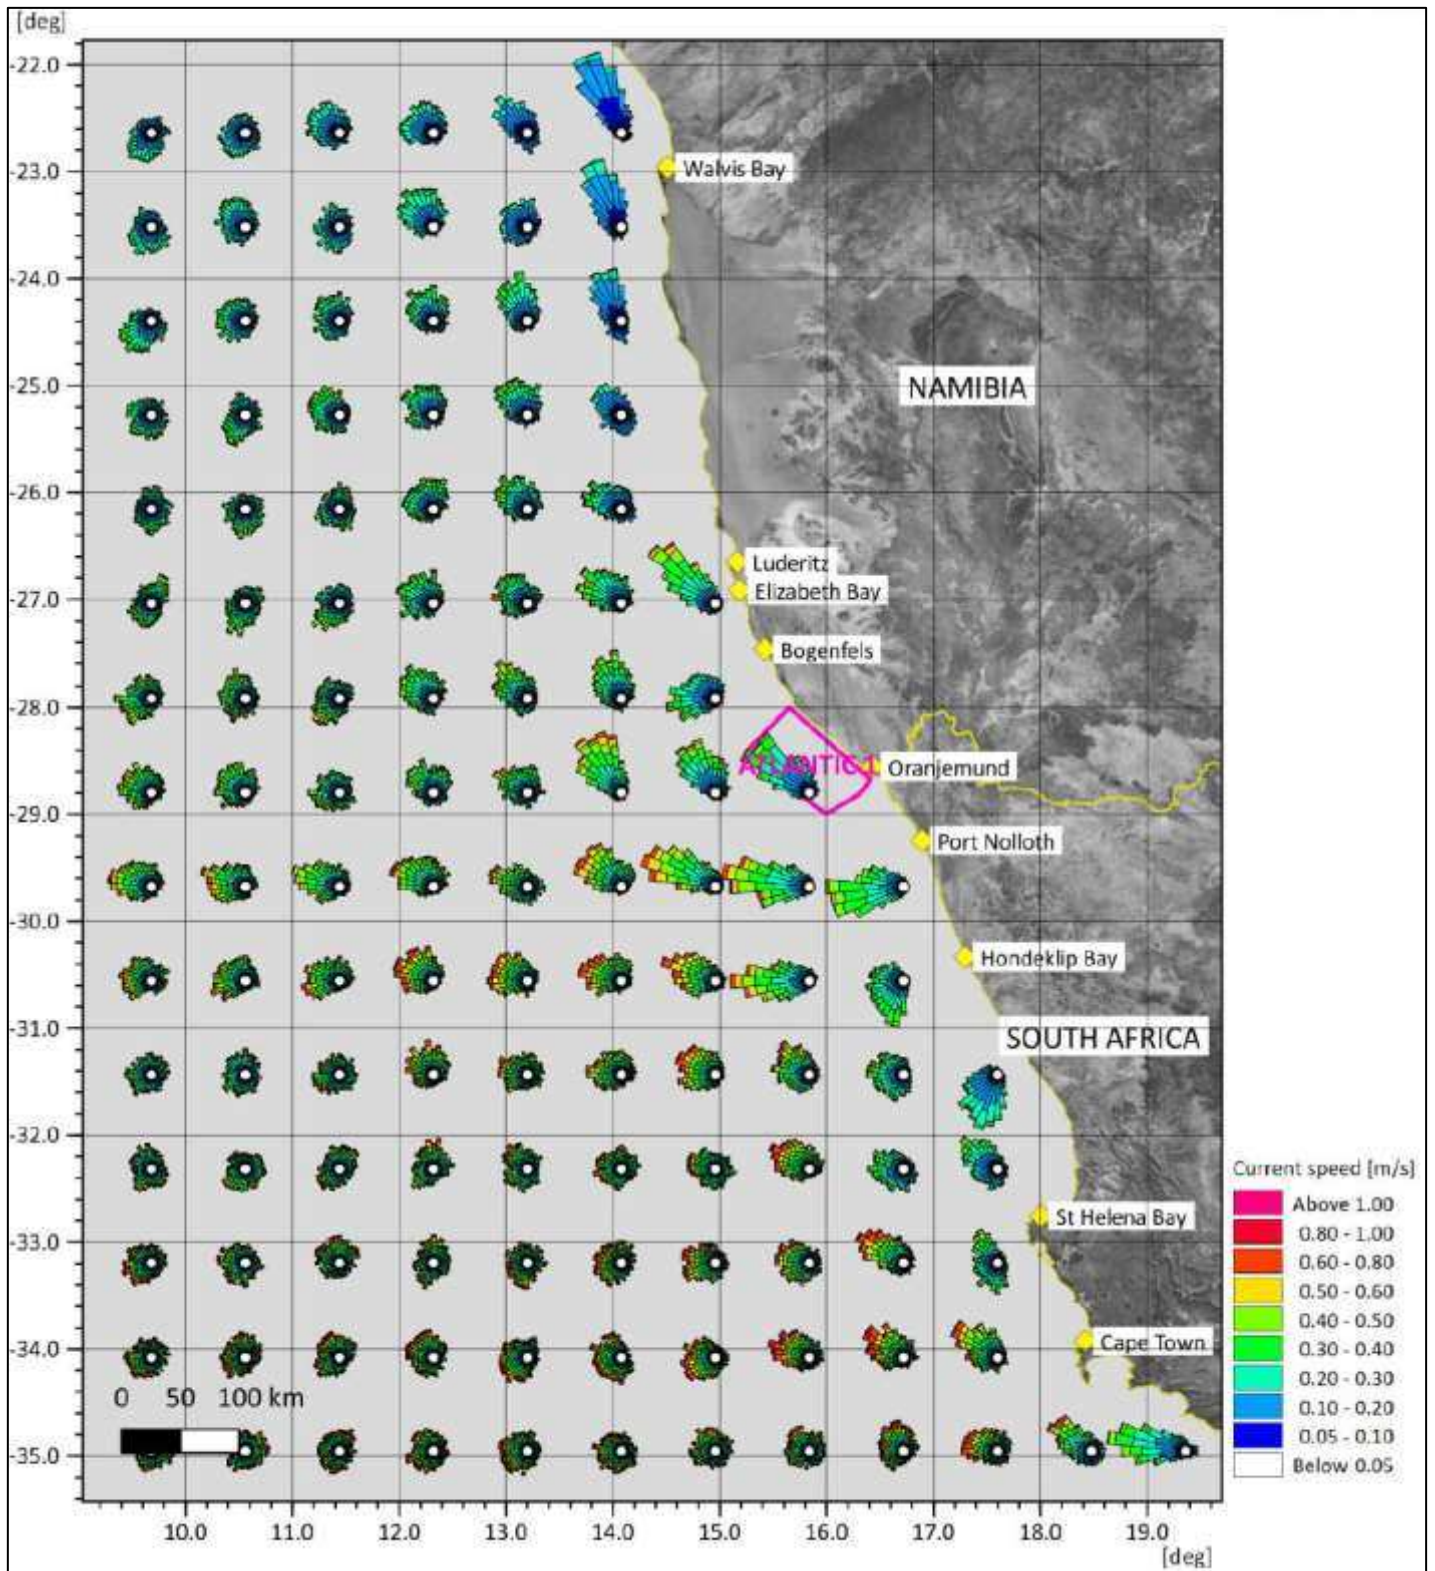 [deg]
-22.0
-23.0
-24.0
-25.0
-26.0
-27.0
-28.0
-29.0
-30.0
-31.0
-32.0
-33.0
-34.0
-35.0
Walvis Bay
NAMIBIA
Luderitz
Elizabeth Bay
Bogenfels
ATLANTIC 1
Oranjemund
Port Nolloth
Hondeklip Bay
SOUTH AFRICA
St Helena Bay
Cape Town
0 50 100 km
10.0 11.0 12.0 13.0 14.0 15.0 16.0 17.0 18.0 19.0
[deg]
Current speed [m/s]
Above 1.00
0.80 - 1.00
0.60 - 0.80
0.50 - 0.60
0.40 - 0.50
0.30 - 0.40
0.20 - 0.30
0.10 - 0.20
0.05 - 0.10
Below 0.05